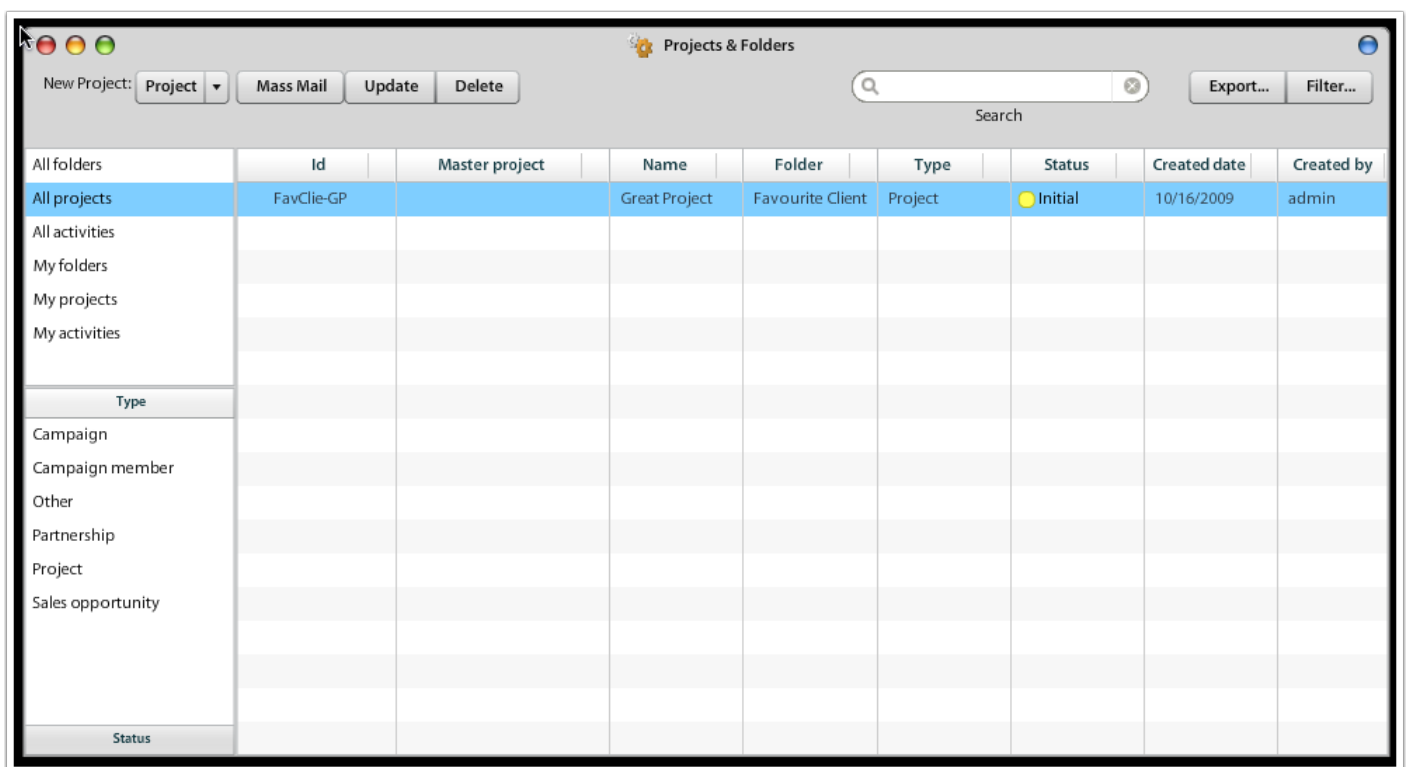 Projects & Folders
New Project: Project Mass Mail Update Delete Export... Filter...
Search
All folders Id Master project Name Folder Type Status Created date Created by
All projects FavClie-GP Great Project Favourite Client Project Initial 10/16/2009 admin
All activities
My folders
My projects
My activities
Type
Campaign
Campaign member
Other
Partnership
Project
Sales opportunity
Status